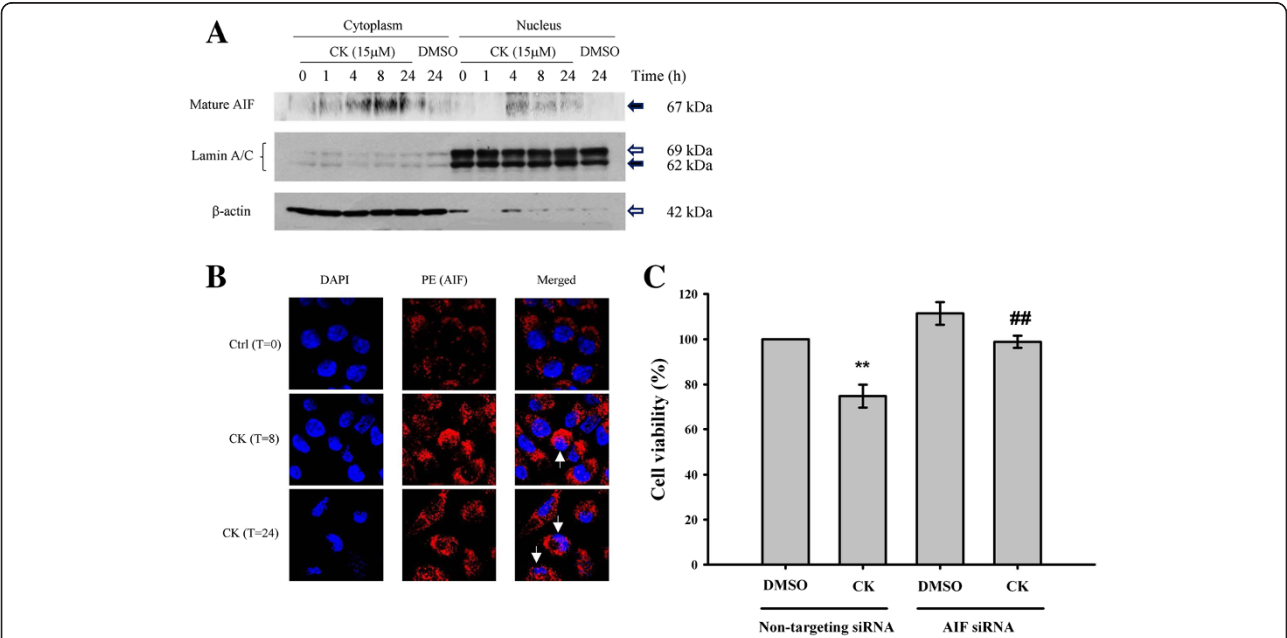 A
Cytoplasm Nucleus
CK (15μM) DMSO CK (15μM) DMSO
0 1 4 8 24 24 0 1 4 8 24 24 Time (h)
Mature AIF 67 kDa
Lamin A/C 69 kDa
62 kDa
β-actin 42 kDa
B
DAPI PE (AIF) Merged
Ctrl (T=0)
CK (T=8)
CK (T=24)
C
Cell viability (%)
120
100
80
60
40
20
0
**
##
DMSO CK DMSO CK
Non-targeting siRNA AIF siRNA